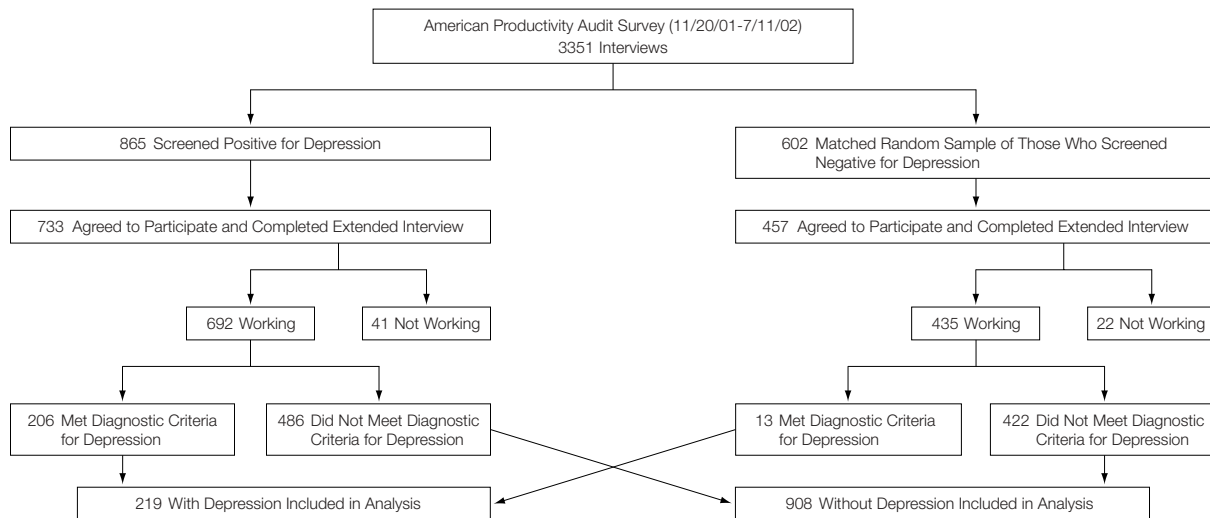 American Productivity Audit Survey (11/20/01-7/11/02)
3351 Interviews
865 Screened Positive for Depression
602 Matched Random Sample of Those Who Screened
Negative for Depression
733 Agreed to Participate and Completed Extended Interview
457 Agreed to Participate and Completed Extended Interview
692 Working
41 Not Working
435 Working
22 Not Working
206 Met Diagnostic Criteria
for Depression
486 Did Not Meet Diagnostic
Criteria for Depression
13 Met Diagnostic Criteria
for Depression
422 Did Not Meet Diagnostic
Criteria for Depression
219 With Depression Included in Analysis
908 Without Depression Included in Analysis